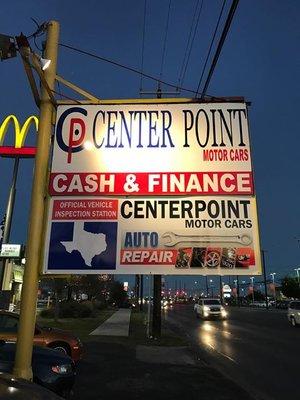 CP CENTER POINT
MOTOR CARS
CASH & FINANCE
OFFICIAL VEHICLE
INSPECTION STATION
CENTERPOINT
MOTOR CARS
AUTO
REPAIR